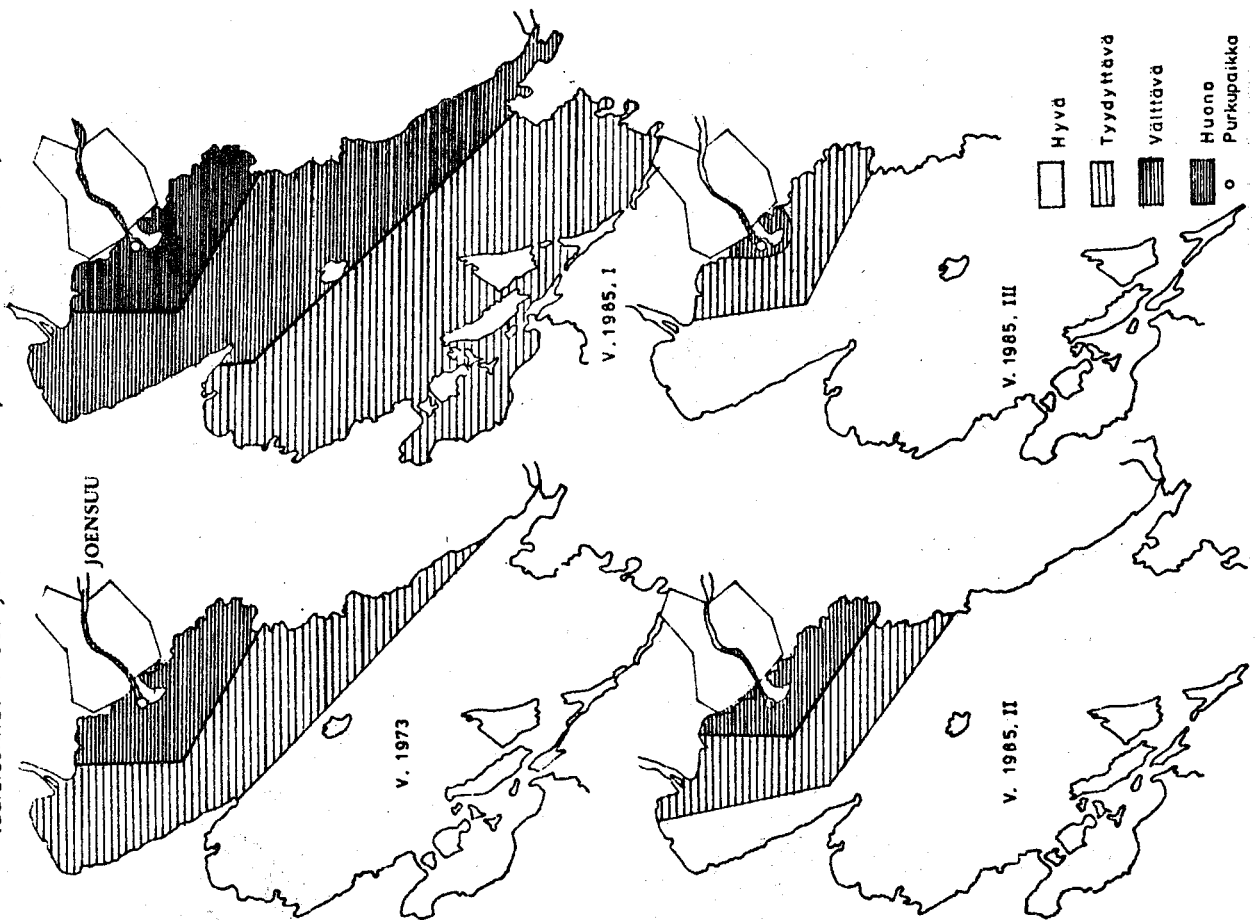 JOENSUU
V. 1973
V. 1985, I
V. 1985, II
V. 1985, III
Hyvä
Tyydyttävä
Välttävä
Huono
Purkupaikka